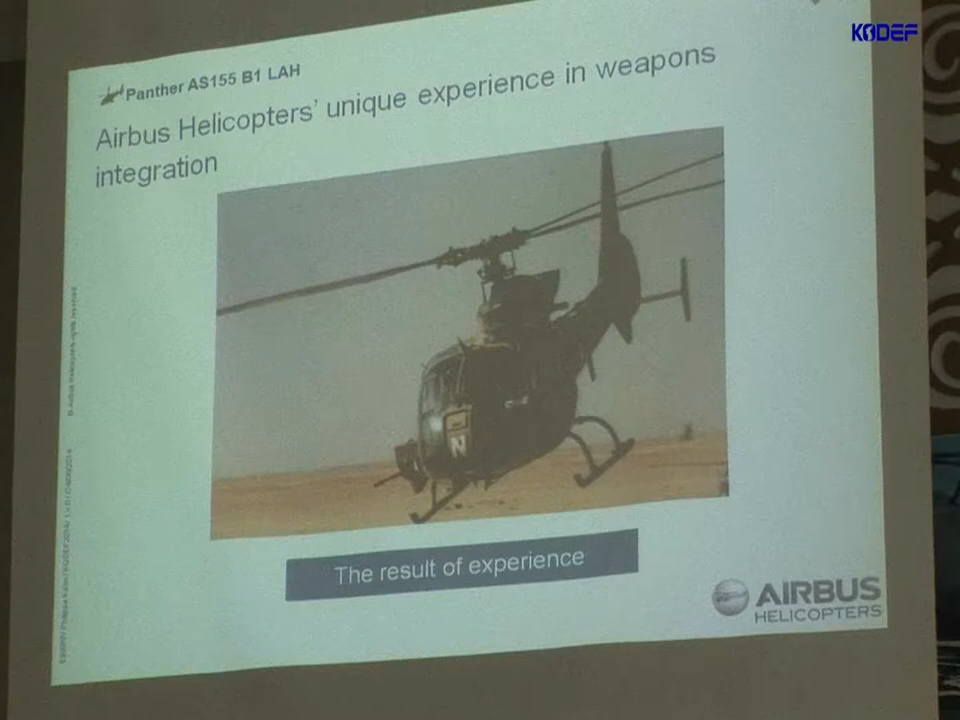 KODEF
Panther AS155 B1 LAH
Airbus Helicopters' unique experience in weapons
integration
N
The result of experience
AIRBUS
HELICOPTERS